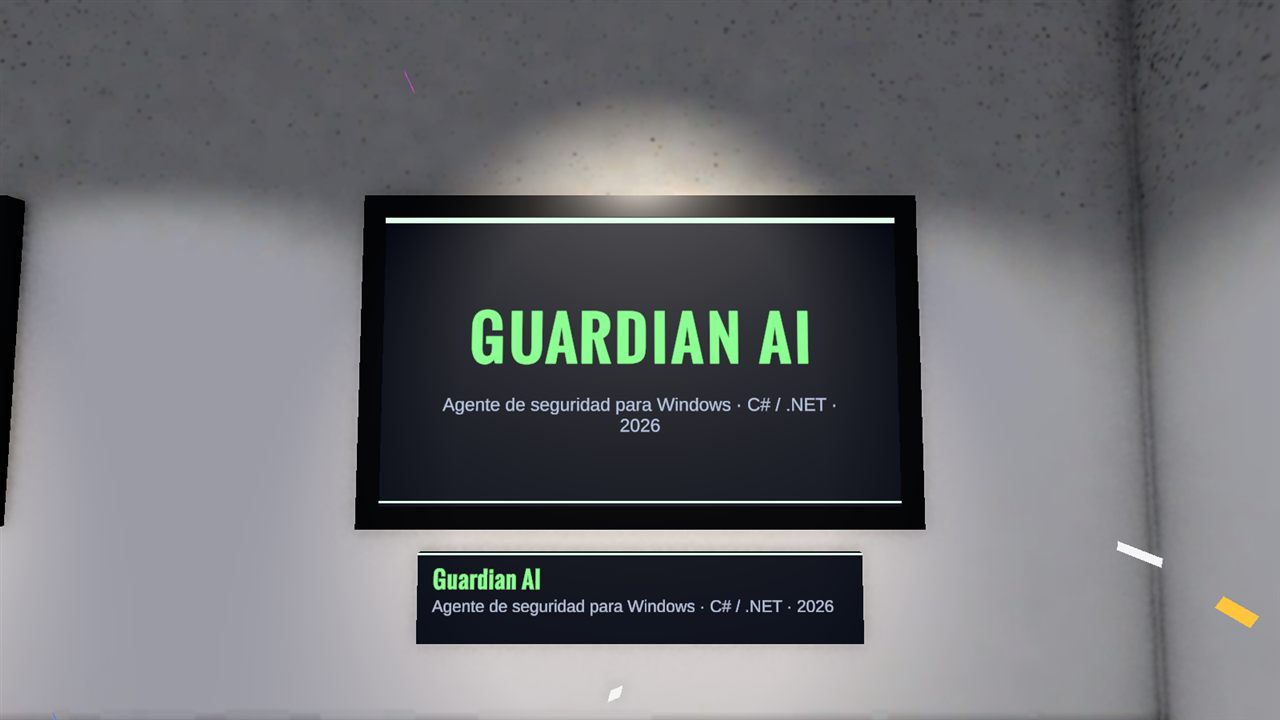 GUARDIAN AI
Agente de seguridad para Windows · C# / .NET ·
2026
Guardian AI
Agente de seguridad para Windows · C# / .NET · 2026